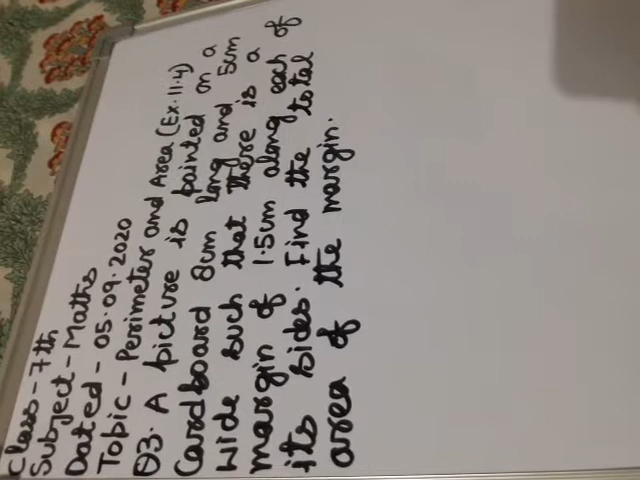 Class - 7th
Subject - Maths
Dated - 05.09.2020
Topic - Perimeter and Area (Ex. 11.4)
Q3. A picture is painted on a
Cardboard 8cm long and 5cm
wide such that there is a
margin of 1.5cm along each of
its sides. Find the total
area of the margin.